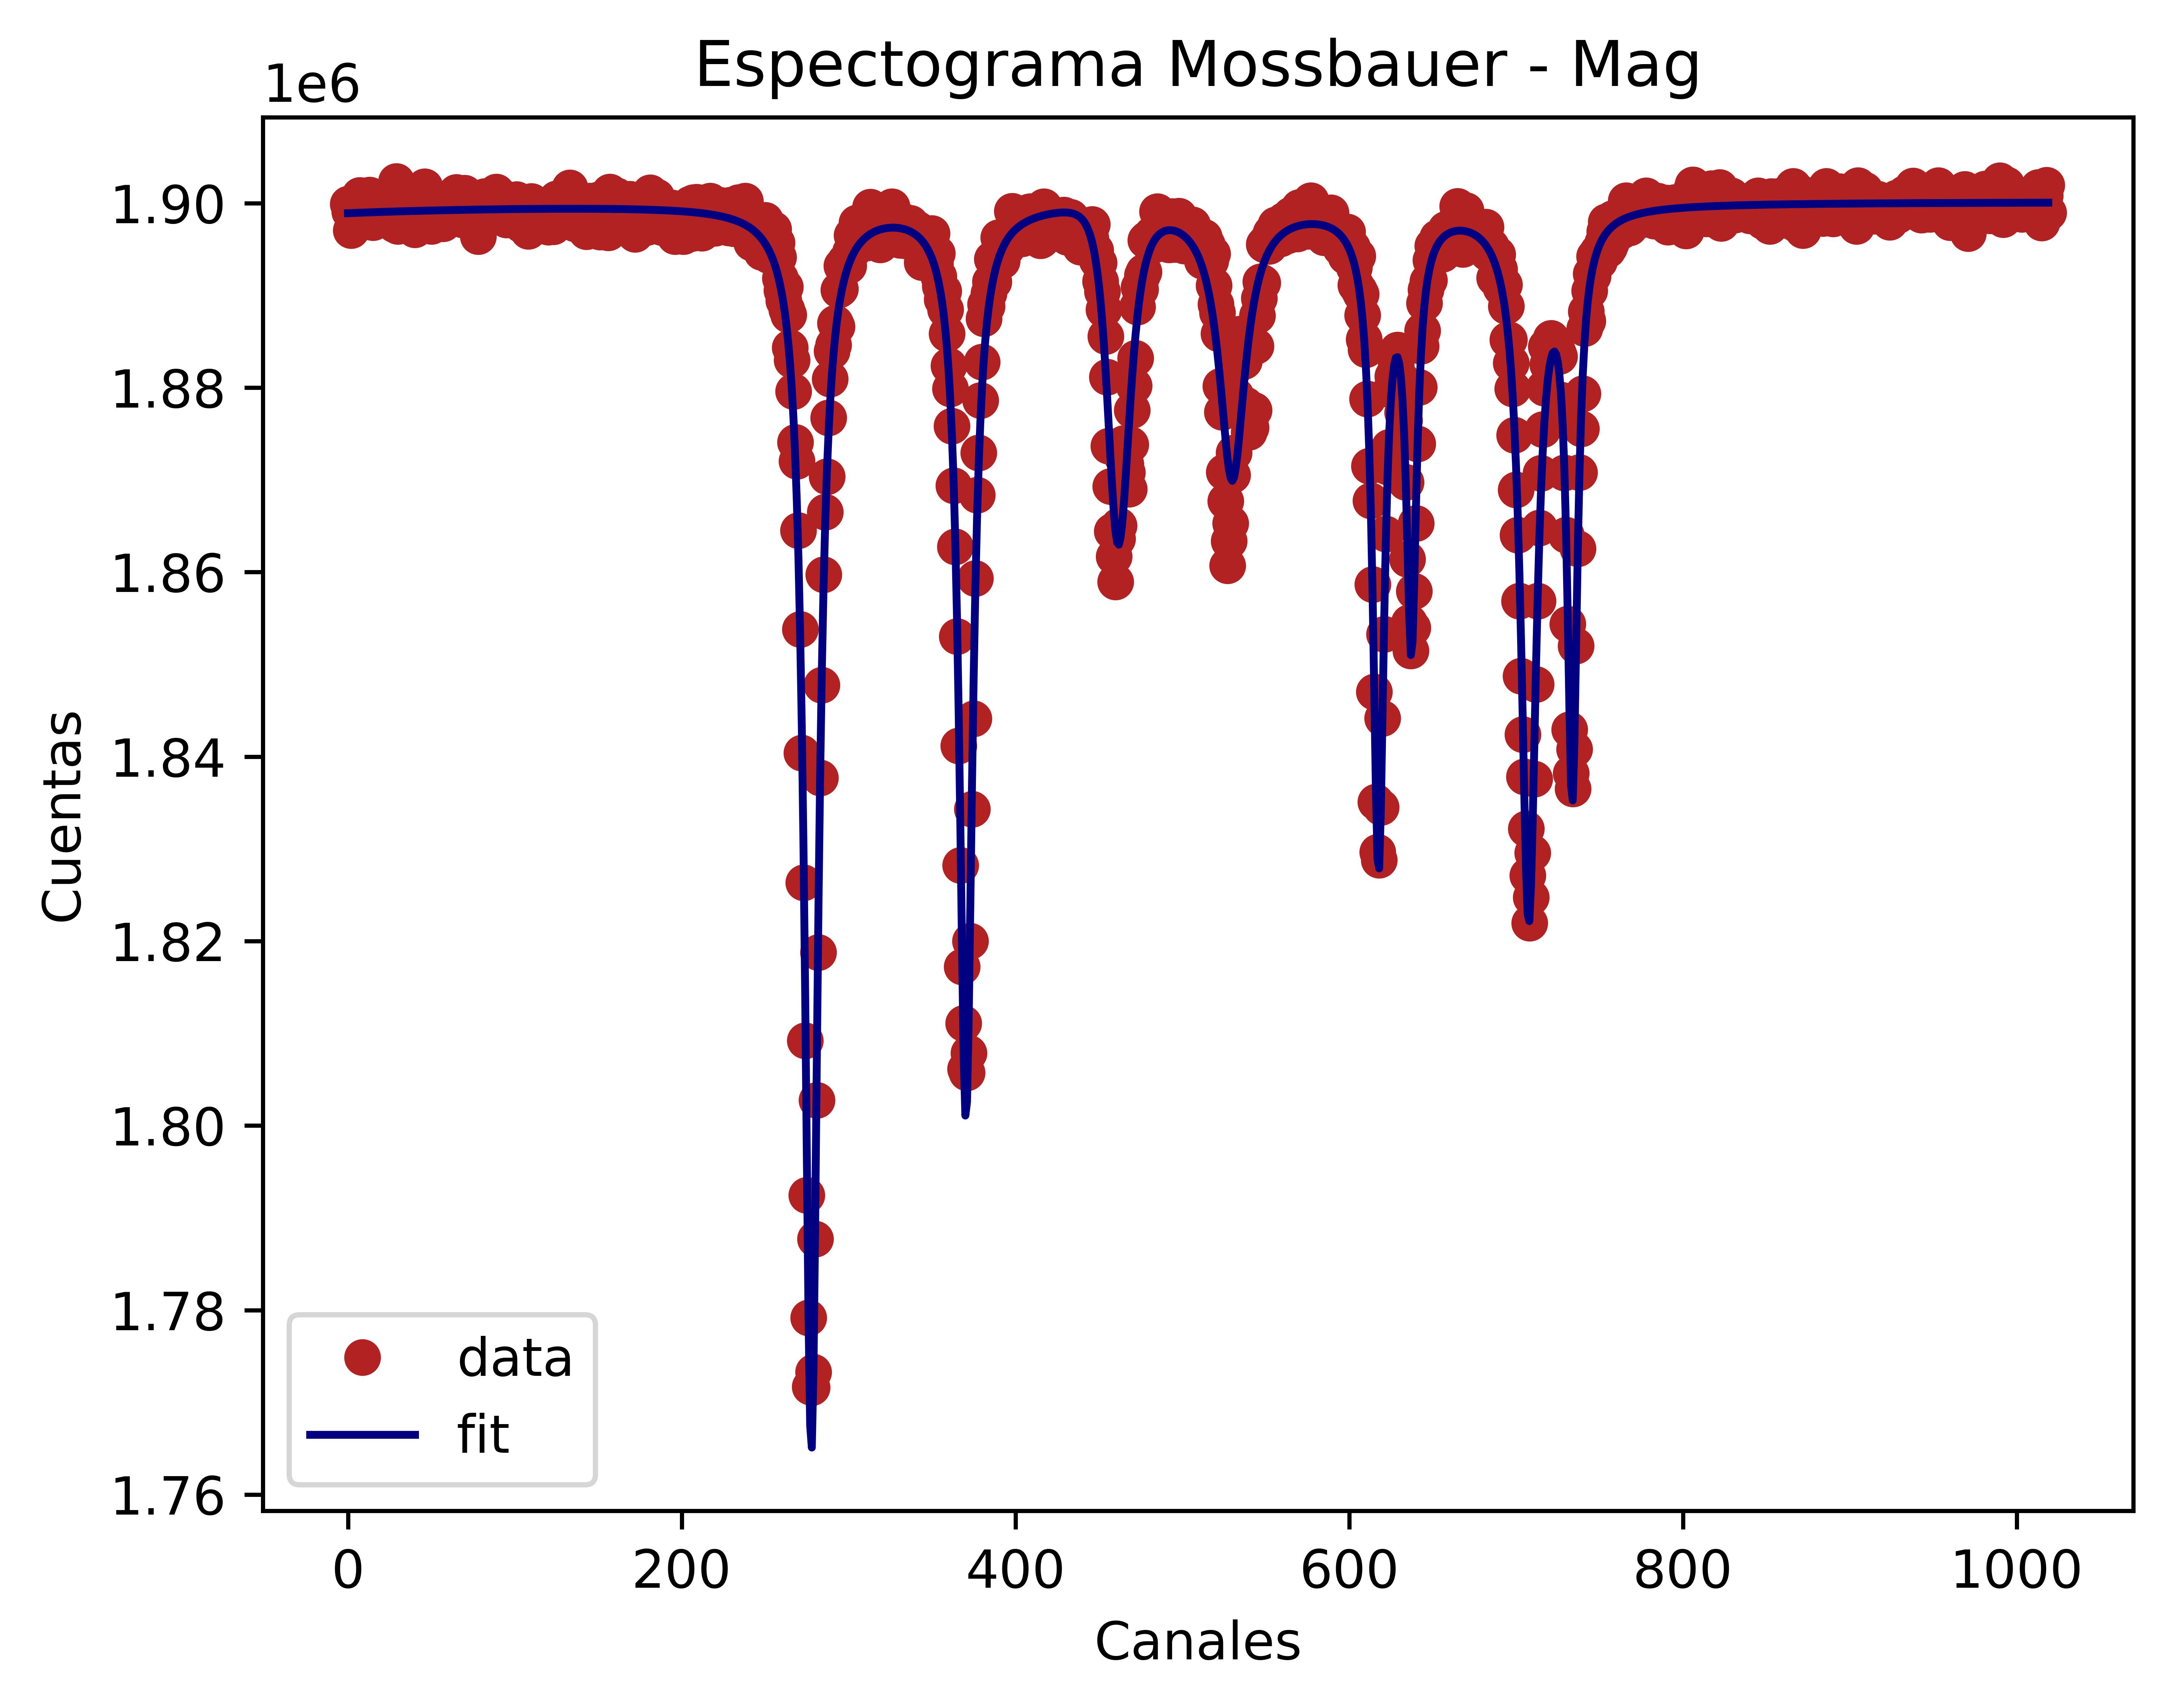 Espectograma Mossbauer - Mag
1e6
1.90
1.88
1.86
1.84
1.82
1.80
1.78
1.76
Cuentas
data
fit
0 200 400 600 800 1000
Canales